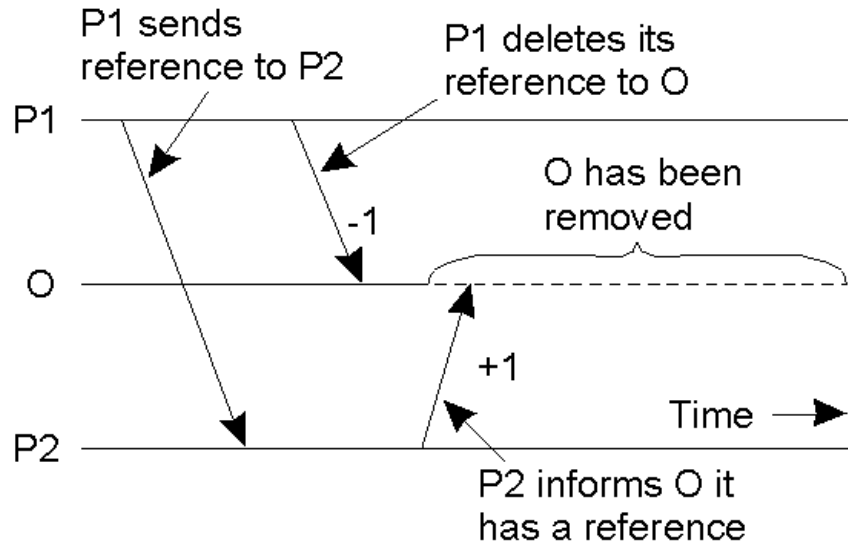 P1 sends
reference to P2
P1 deletes its
reference to O
P1
O has been
removed
-1
O
+1
Time
P2
P2 informs O it
has a reference